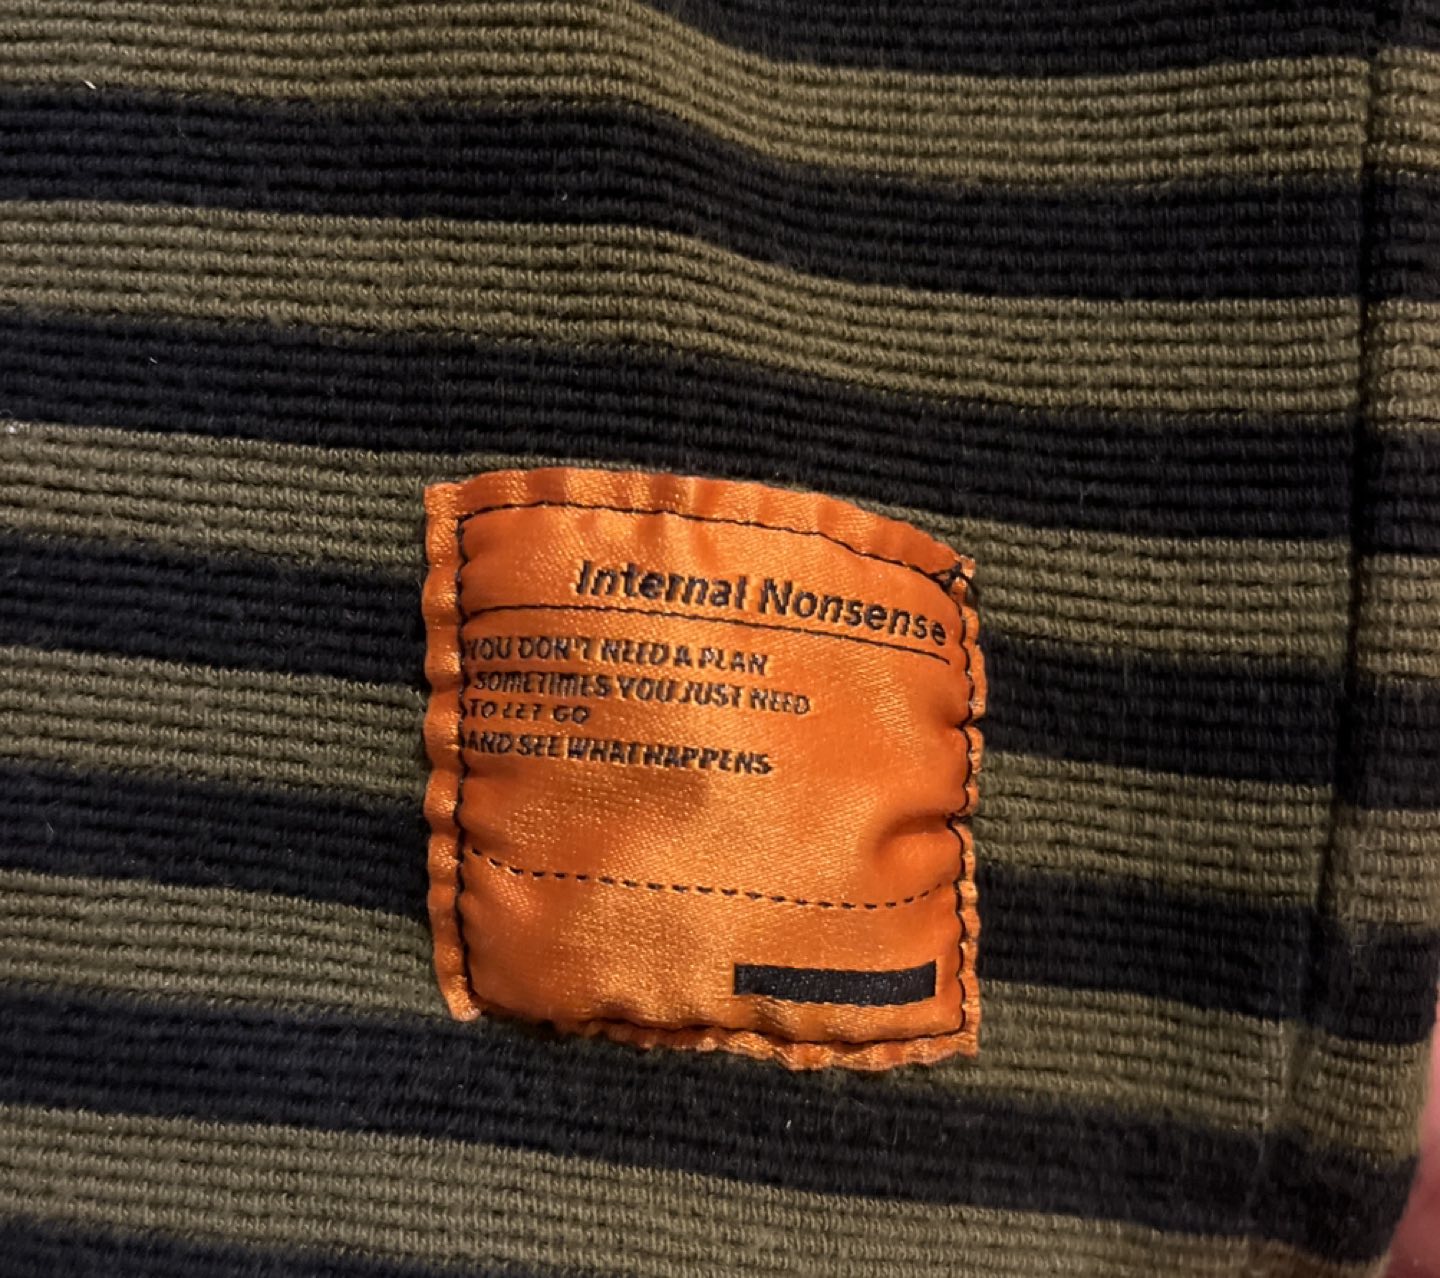 Internal Nonsense
YOU DON'T NEED A PLAN
SOMETIMES YOU JUST NEED
TO LET GO
AND SEE WHAT HAPPENS